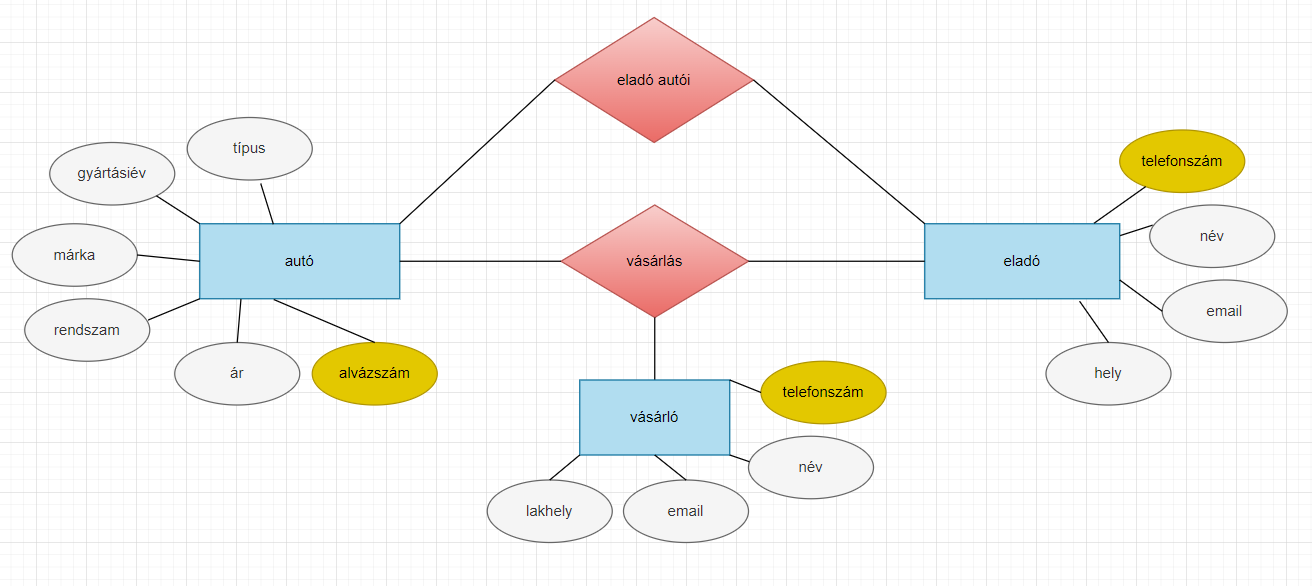 eladó autói
típus
gyártásiév
telefonszám
név
márka
autó
vásárlás
eladó
email
rendszam
ár
alvázszám
hely
telefonszám
vásárló
név
lakhely
email